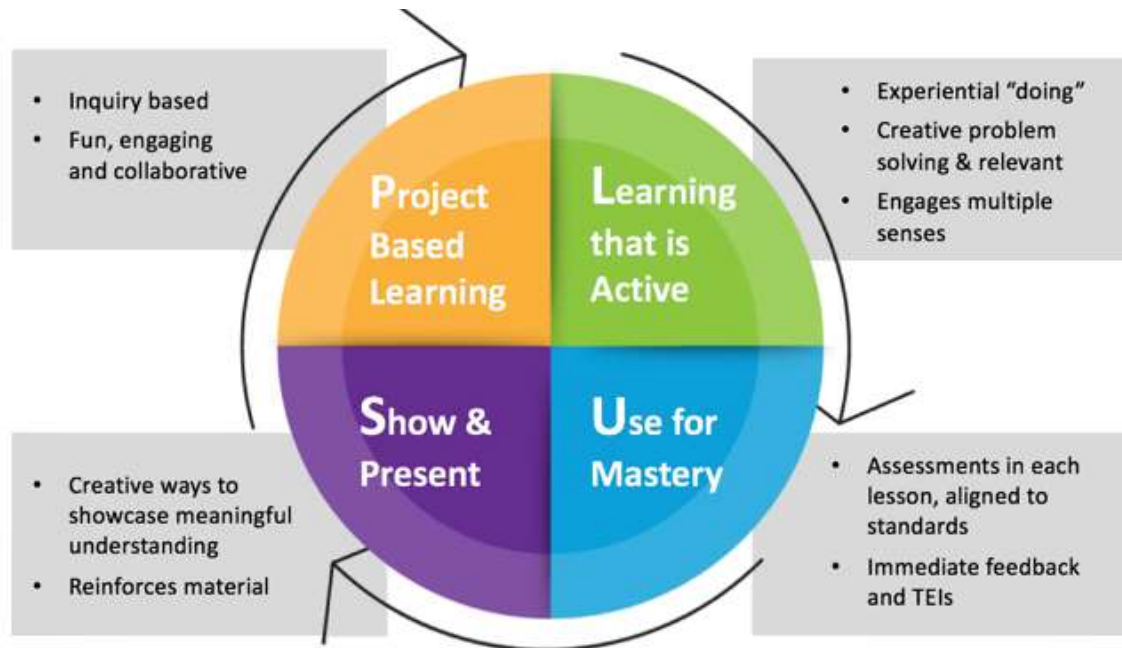 • Inquiry based
• Fun, engaging
and collaborative
Project
Based
Learning
Learning
that is
Active
• Experiential “doing”
• Creative problem
solving & relevant
• Engages multiple
senses
Show &
Present
Use for
Mastery
• Creative ways to
showcase meaningful
understanding
• Reinforces material
• Assessments in each
lesson, aligned to
standards
• Immediate feedback
and TEIs